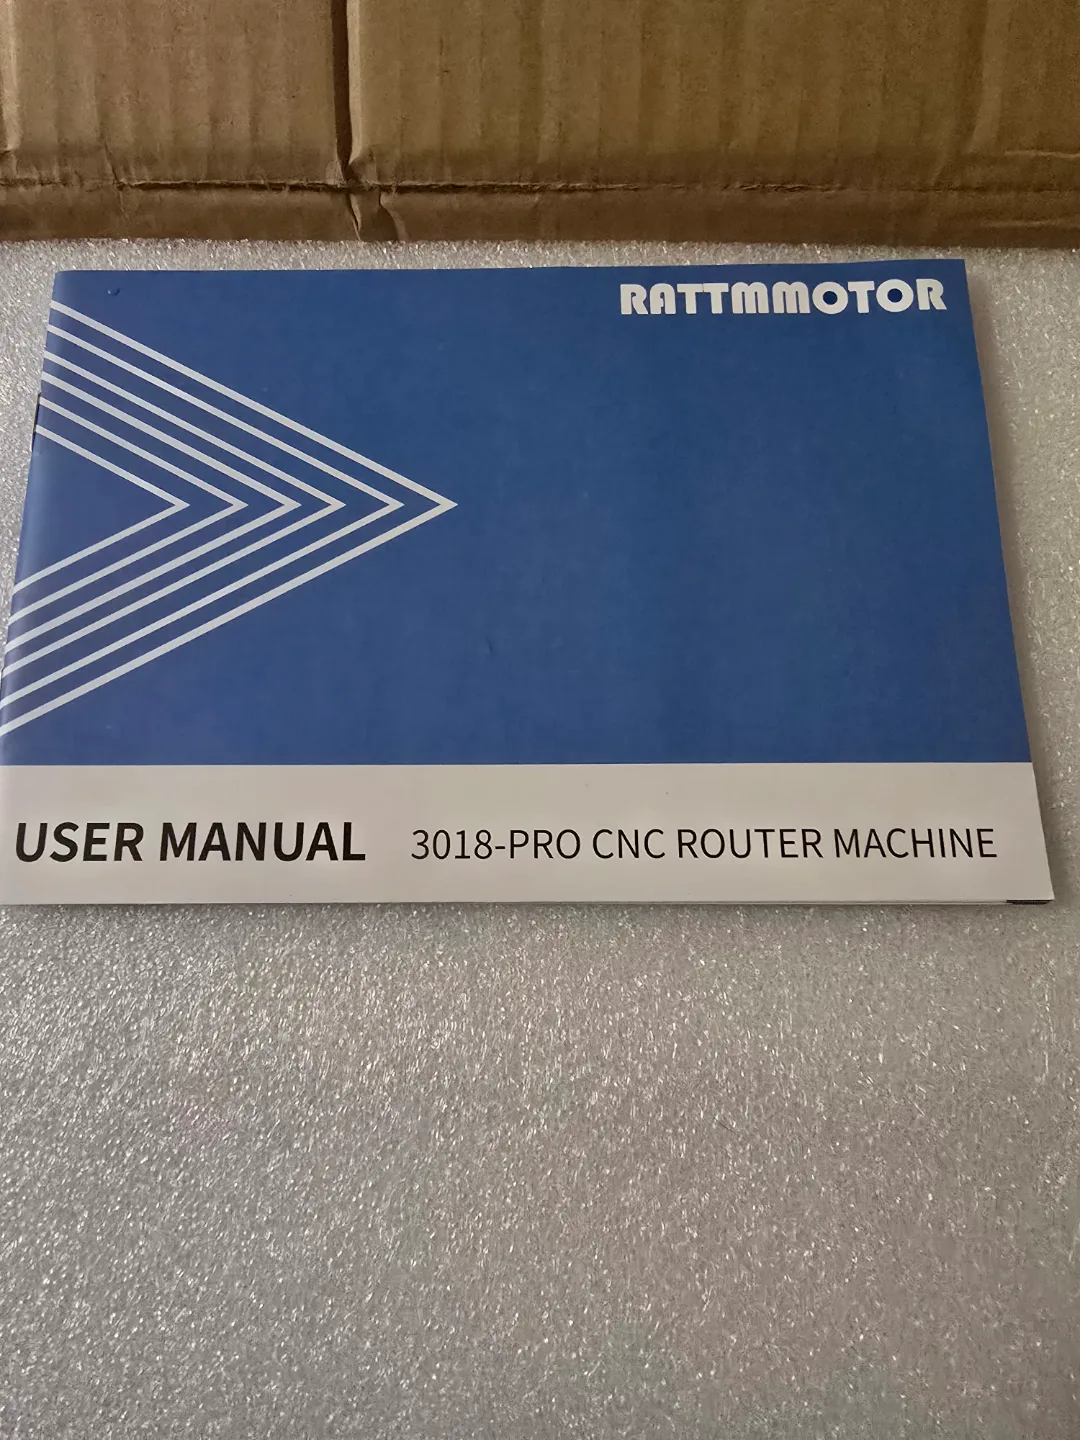 RATTMMOTOR
USER MANUAL 3018-PRO CNC ROUTER MACHINE